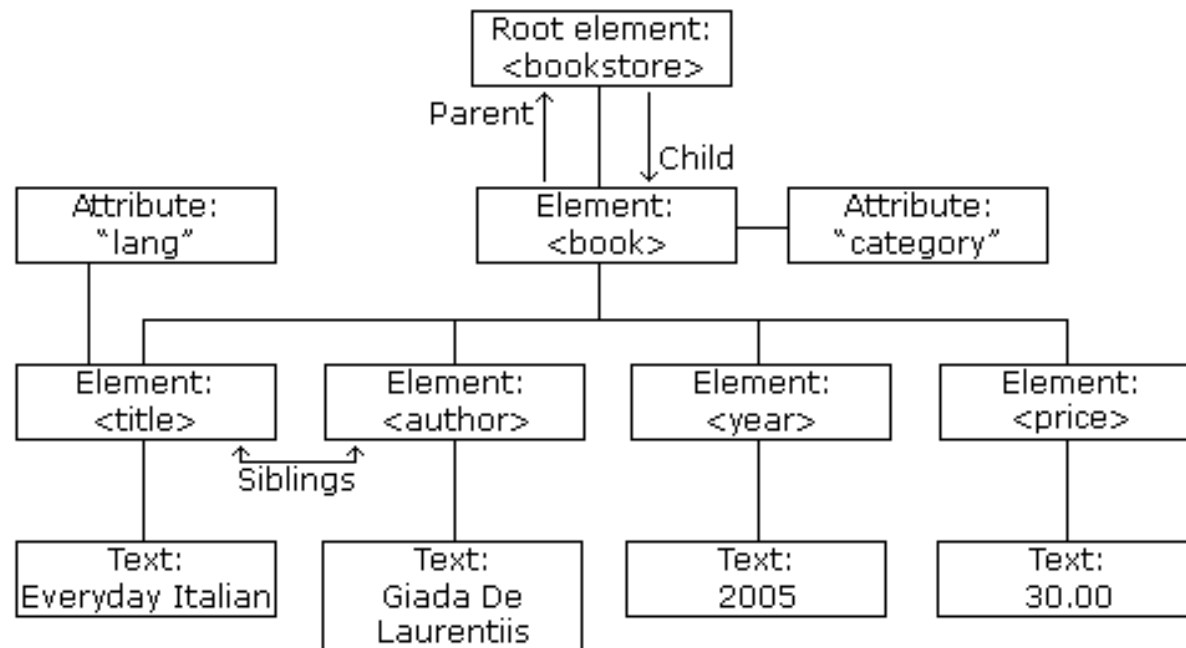 Root element:
<bookstore>
Parent
Child
Attribute:
“lang”
Element:
<book>
Attribute:
“category”
Element:
<title>
Element:
<author>
Element:
<year>
Element:
<price>
Siblings
Text:
Everyday Italian
Text:
Giada De
Laurentiis
Text:
2005
Text:
30.00